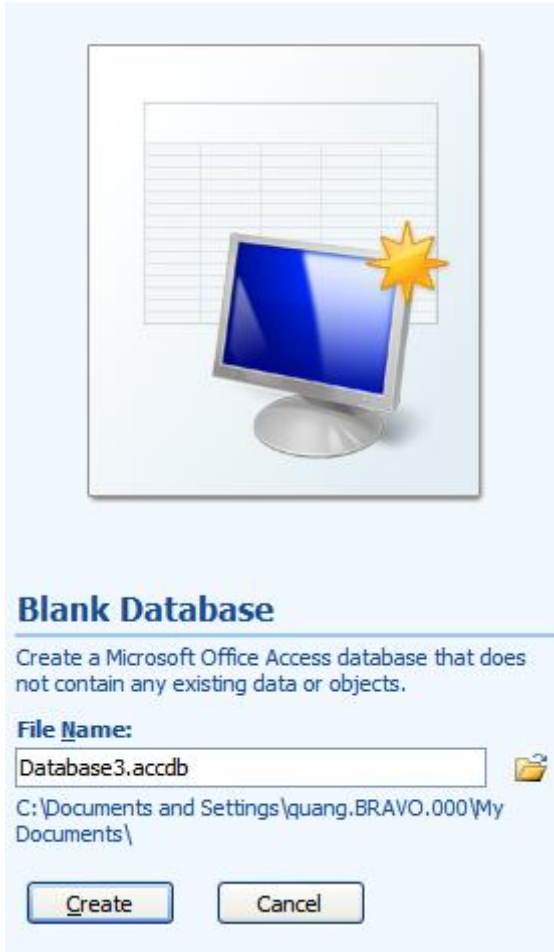 Blank Database
Create a Microsoft Office Access database that does
not contain any existing data or objects.
File Name:
Database3.accdb
C:\Documents and Settings\quang.BRAVO.000\My
Documents\
Create
Cancel